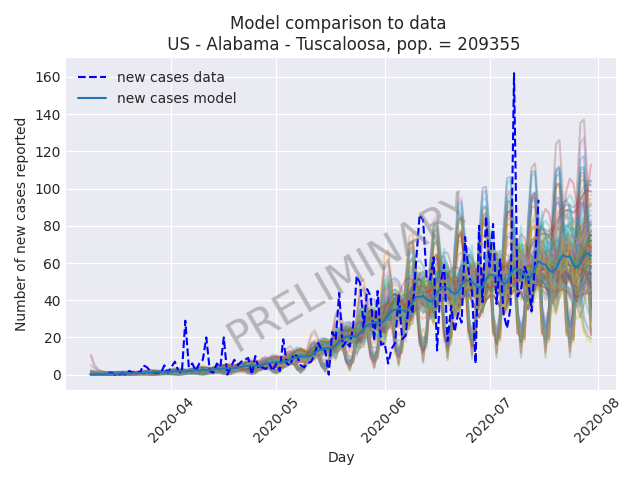 Model comparison to data
US - Alabama - Tuscaloosa, pop. = 209355
new cases data
new cases model
PRELIMINARY
Number of new cases reported
160
140
120
100
80
60
40
20
0
2020-04
2020-05
2020-06
2020-07
2020-08
Day